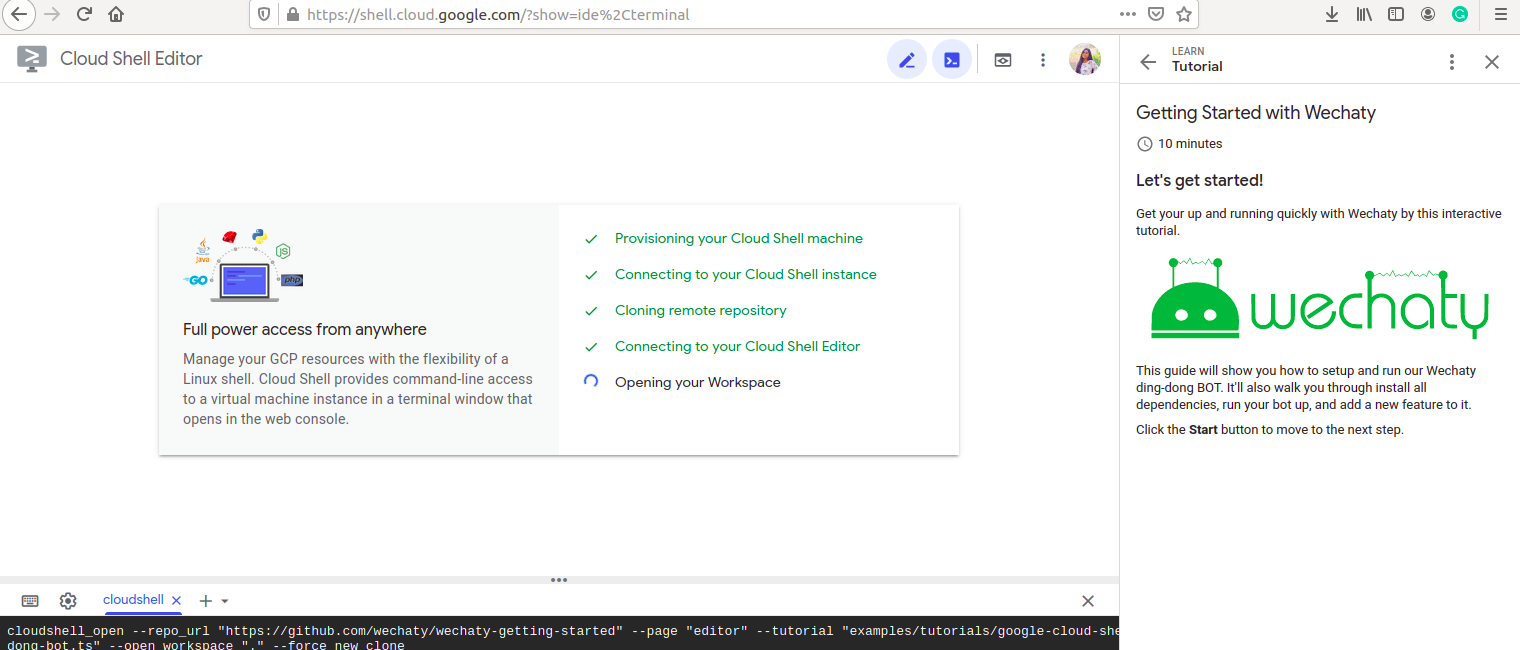 https://shell.cloud.google.com/?show=ide%2Cterminal
Cloud Shell Editor
LEARN
Tutorial
Getting Started with Wechaty
10 minutes
Let's get started!
Get your up and running quickly with Wechaty by this interactive
tutorial.
wechaty
This guide will show you how to setup and run our Wechaty
ding-dong BOT. It'll also walk you through install all
dependencies, run your bot up, and add a new feature to it.
Click the Start button to move to the next step.
Java
GO
JS
php
Full power access from anywhere
Manage your GCP resources with the flexibility of a
Linux shell. Cloud Shell provides command-line access
to a virtual machine instance in a terminal window that
opens in the web console.
Provisioning your Cloud Shell machine
Connecting to your Cloud Shell instance
Cloning remote repository
Connecting to your Cloud Shell Editor
Opening your Workspace
cloudshell
cloudshell_open --repo_url "https://github.com/wechaty/wechaty-getting-started" --page "editor" --tutorial "examples/tutorials/google-cloud-she
dong-bot.ts" --open_workspace "." --force_new_clone